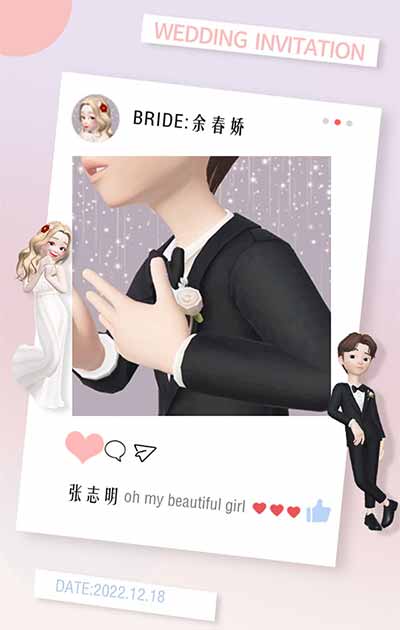 WEDDING INVITATION
BRIDE:余春娇
张志明 oh my beautiful girl
DATE:2022.12.18